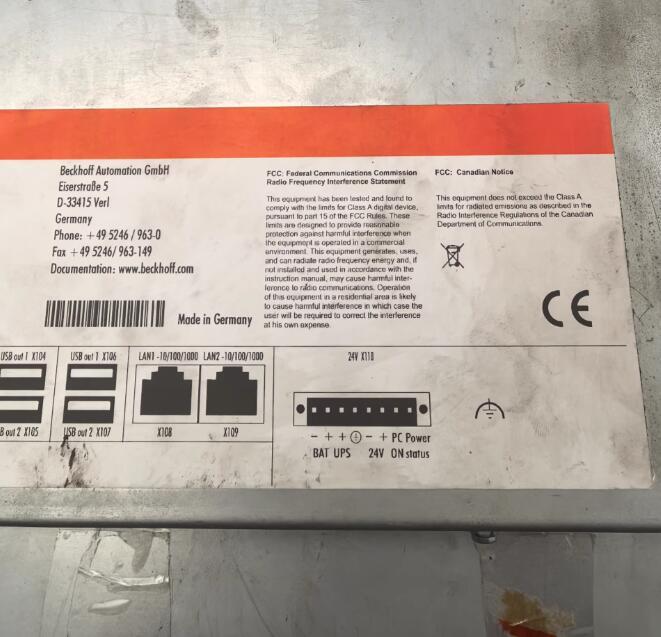 Beckhoff Automation GmbH
Eiserstraße 5
D-33415 Verl
Germany
Phone: +49 5246 / 963-0
Fax +49 5246/ 963-149
Documentation: www.beckhoff.com
Made in Germany
FCC: Federal Communications Commission
Radio Frequency Interference Statement
This equipment has been tested and found to
comply with the limits for Class A digital device,
pursuant to part 15 of the FCC Rules. These
limits are designed to provide reasonable
protection against harmful interference when
the equipment is operated in a commercial
environment. This equipment generates, uses,
and can radiate radio frequency energy and, if
not installed and used in accordance with the
instruction manual, may cause harmful inter-
ference to radio communications. Operation
of this equipment in a residential area is likely
to cause harmful interference in which case the
user will be required to correct the interference
at his own expense.
FCC: Canadian Notice
This equipment does not exceed the Class A
limits for radiated emissions as described in the
Radio Interference Regulations of the Canadian
Department of Communications.
CE
USB out 1 X104
USB out 1 X106
LAN1 -10/100/1000
LAN2 -10/100/1000
24V X110
B out 2 X105
USB out 2 X107
X108
X109
− + + − + PC Power
BAT UPS 24V ON status